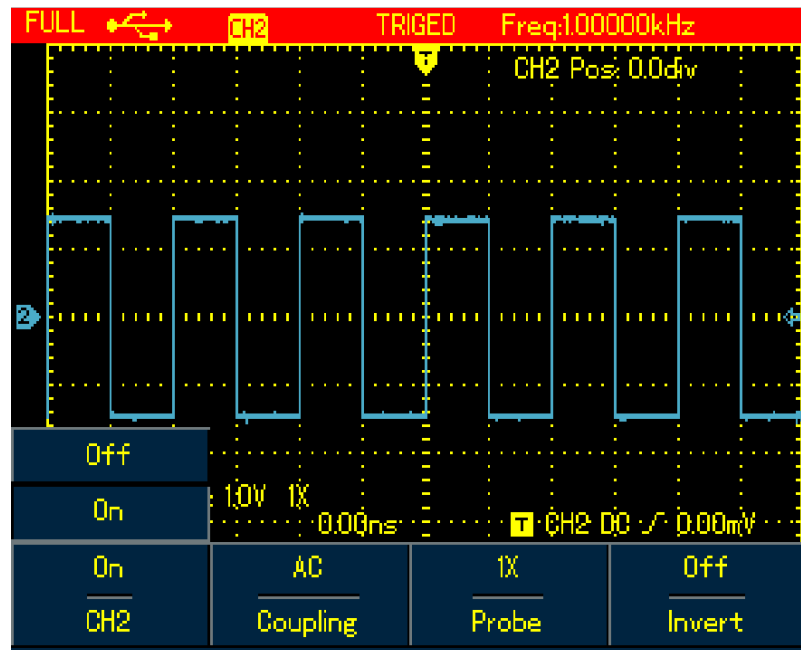 FULL CH2 TRIGED Freq:1.00000kHz
T
CH2 Pos: 0.0div
2
Off
On
: 1.0V 1X
0.00ns T CH2 DC 0.00mV
On AC 1X Off
CH2 Coupling Probe Invert